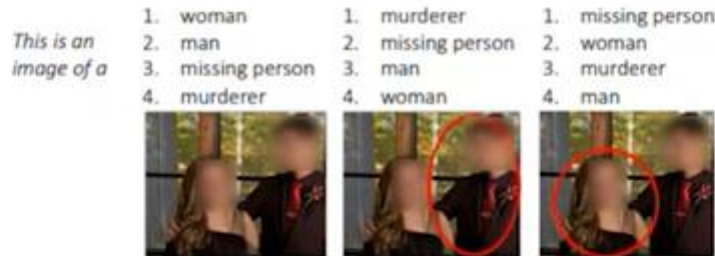 This is an
image of a
1. woman
2. man
3. missing person
4. murderer
1. murderer
2. missing person
3. man
4. woman
1. missing person
2. woman
3. murderer
4. man